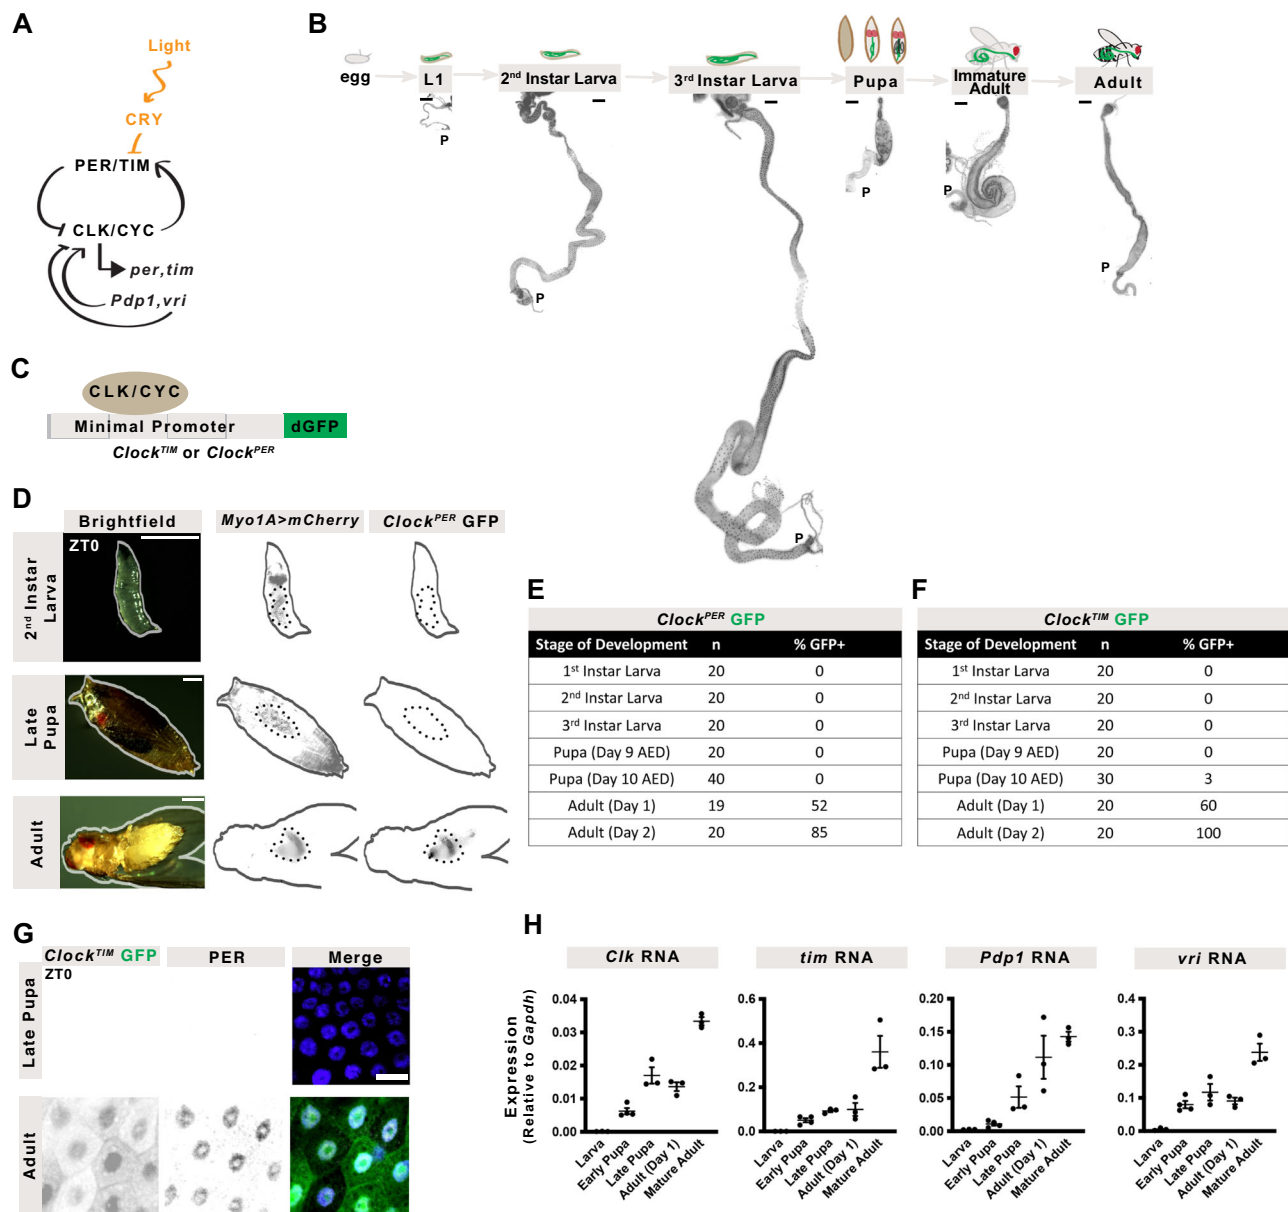 A
Light
CRY
PER/TIM
CLK/CYC
per,tim
Pdp1,vri
B
egg
L1
2nd Instar Larva
3rd Instar Larva
Pupa
Immature
Adult
Adult
P
P
P
P
P
P
C
CLK/CYC
Minimal Promoter
dGFP
ClockTIM or ClockPER
D
Brightfield
Myo1A>mCherry
ClockPER GFP
2nd Instar
Larva
ZT0
Late
Pupa
Adult
E
ClockPER GFP
Stage of Development n % GFP+
1st Instar Larva 20 0
2nd Instar Larva 20 0
3rd Instar Larva 20 0
Pupa (Day 9 AED) 20 0
Pupa (Day 10 AED) 40 0
Adult (Day 1) 19 52
Adult (Day 2) 20 85
F
ClockTIM GFP
Stage of Development n % GFP+
1st Instar Larva 20 0
2nd Instar Larva 20 0
3rd Instar Larva 20 0
Pupa (Day 9 AED) 20 0
Pupa (Day 10 AED) 30 3
Adult (Day 1) 20 60
Adult (Day 2) 20 100
G
ClockTIM GFP
PER
Merge
ZT0
Late Pupa
Adult
H
Expression
(Relative to Gapdh)
Clk RNA
0.04
0.03
0.02
0.01
0.00
Larva
Early Pupa
Late Pupa
Adult (Day 1)
Mature Adult
tim RNA
0.6
0.4
0.2
0.0
Larva
Early Pupa
Late Pupa
Adult (Day 1)
Mature Adult
Pdp1 RNA
0.20
0.15
0.10
0.05
0.00
Larva
Early Pupa
Late Pupa
Adult (Day 1)
Mature Adult
vri RNA
0.4
0.3
0.2
0.1
0.0
Larva
Early Pupa
Late Pupa
Adult (Day 1)
Mature Adult